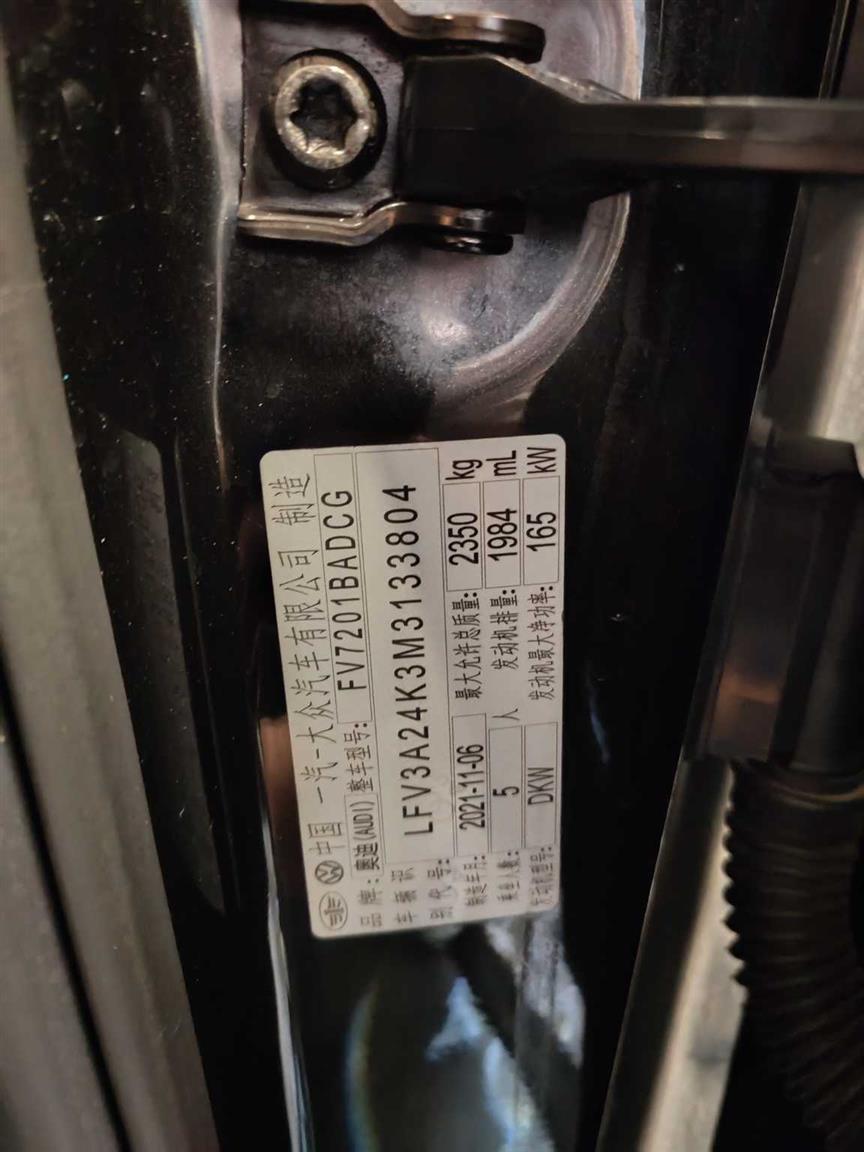 中国 一汽-大众汽车有限公司 制造
品牌: 奥迪(AUDI) 整车型号: FV7201BADCG
车辆识别代号: LFV3A24K3M3133804
制造年月: 2021-11-06 最大允许总质量: 2350 kg
乘坐人数: 5 人 发动机排量: 1984 mL
发动机型号: DKW 发动机最大净功率: 165 kW